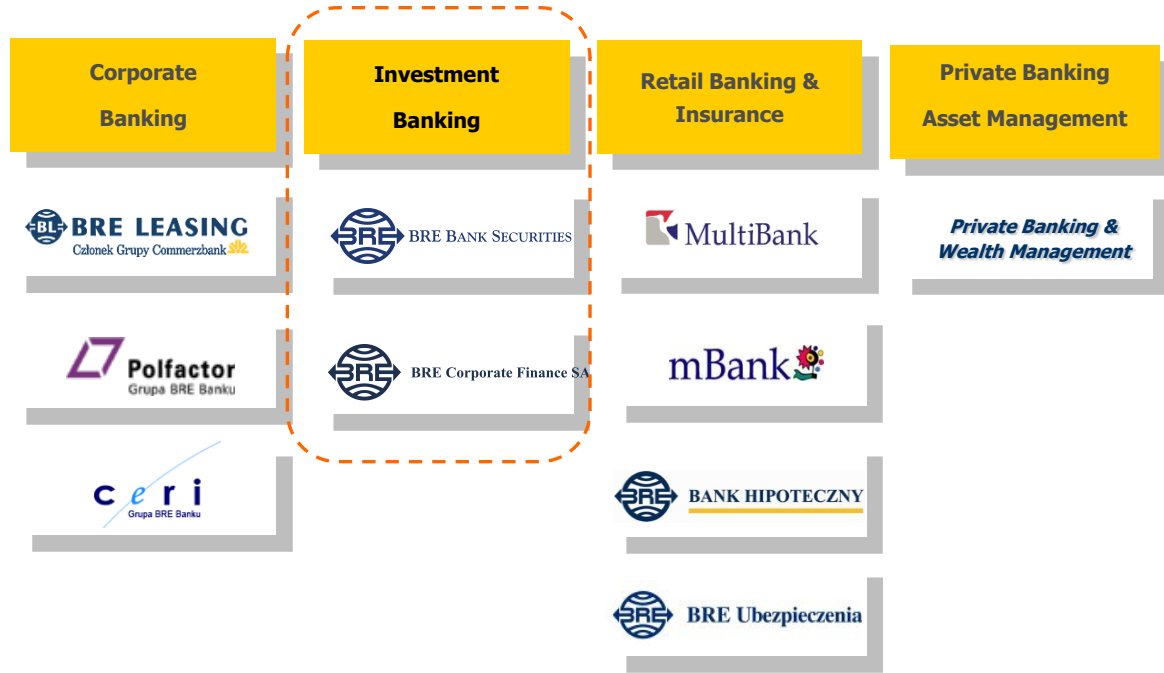 Corporate
Banking
Investment
Banking
Retail Banking &
Insurance
Private Banking
Asset Management
BL
BRE LEASING
Członek Grupy Commerzbank
Polfactor
Grupa BRE Banku
ceri
Grupa BRE Banku
BRE
BRE BANK SECURITIES
BRE
BRE Corporate Finance SA
MultiBank
mBank
BRE
BANK HIPOTECZNY
BRE
BRE Ubezpieczenia
Private Banking &
Wealth Management